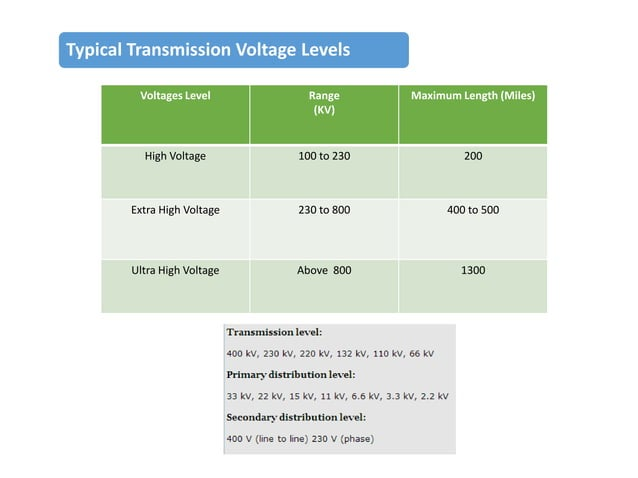 Typical Transmission Voltage Levels
Voltages Level Range (KV) Maximum Length (Miles)
High Voltage 100 to 230 200
Extra High Voltage 230 to 800 400 to 500
Ultra High Voltage Above 800 1300
Transmission level:
400 kV, 230 kV, 220 kV, 132 kV, 110 kV, 66 kV
Primary distribution level:
33 kV, 22 kV, 15 kV, 11 kV, 6.6 kV, 3.3 kV, 2.2 kV
Secondary distribution level:
400 V (line to line) 230 V (phase)